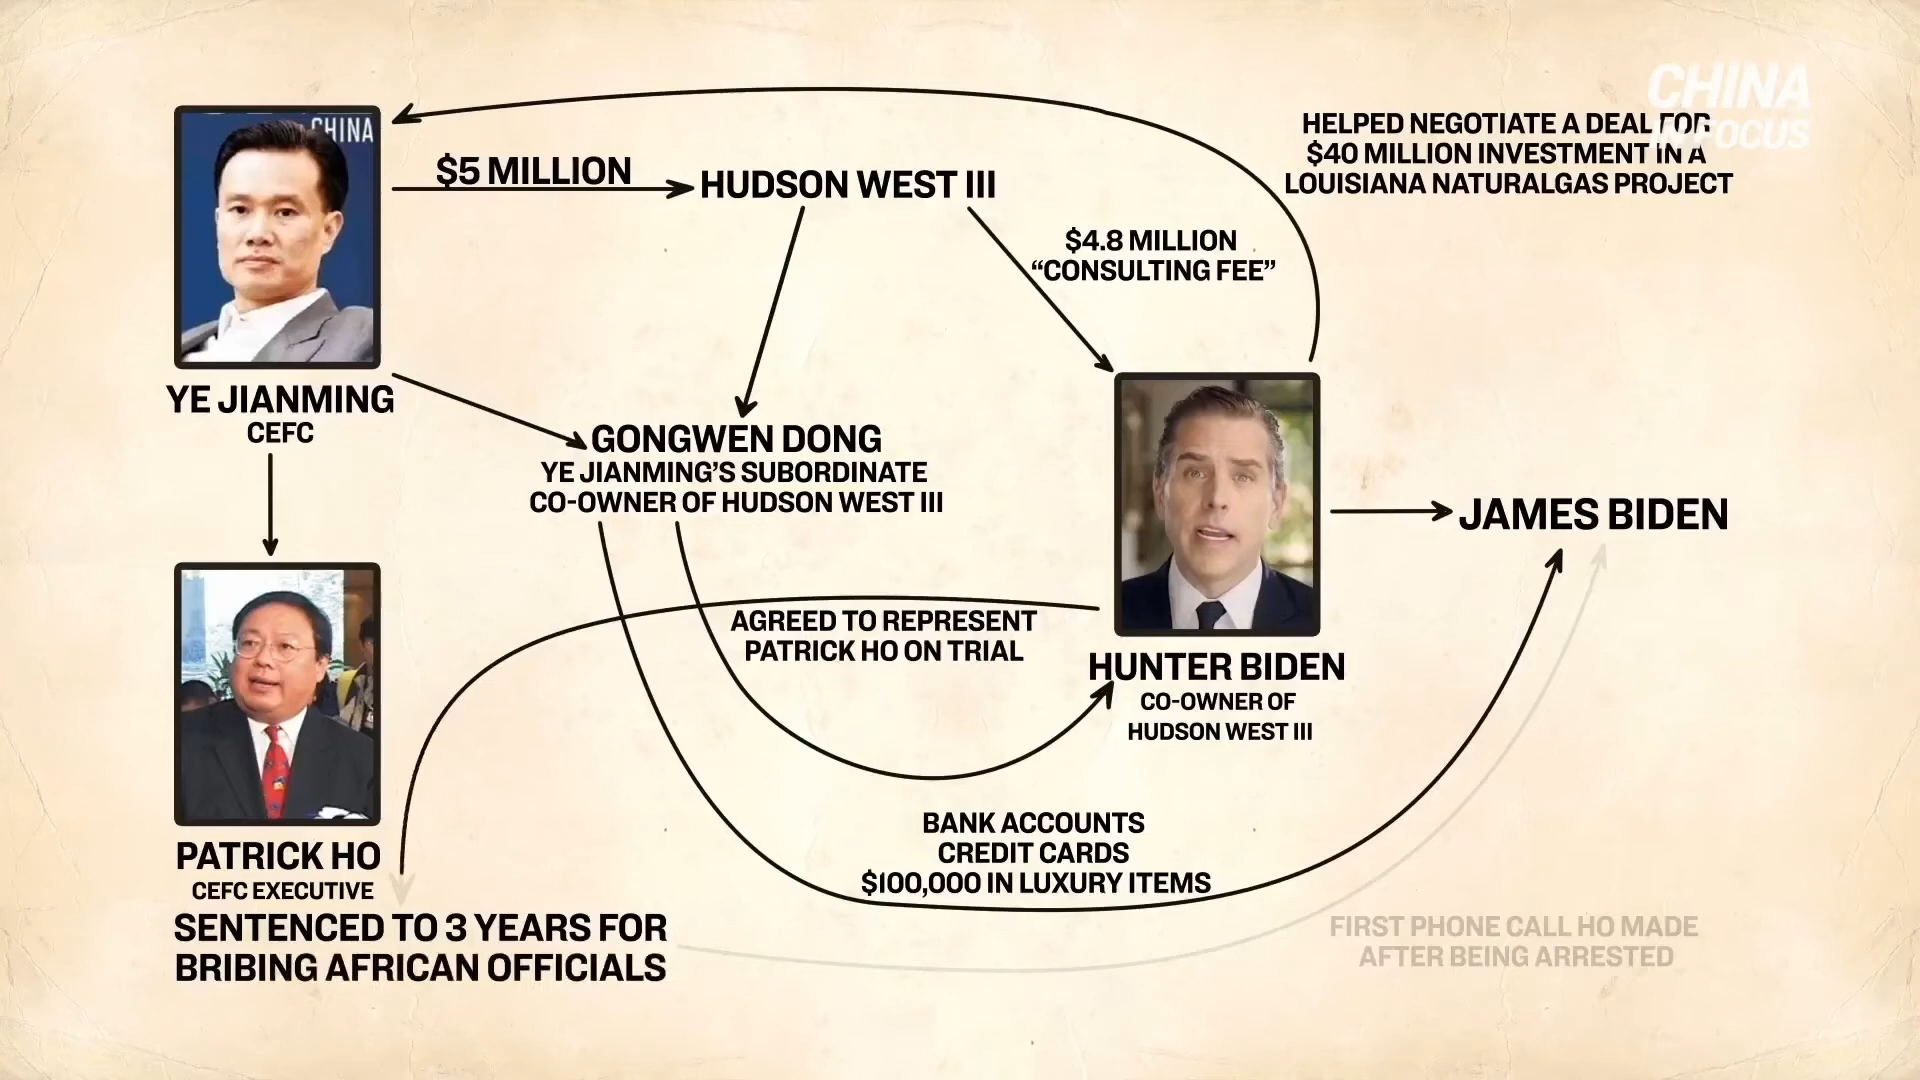 CHINA
IN FOCUS
HELPED NEGOTIATE A DEAL FOR
$40 MILLION INVESTMENT IN A
LOUISIANA NATURALGAS PROJECT
CHINA
$5 MILLION
HUDSON WEST III
$4.8 MILLION
“CONSULTING FEE”
YE JIANMING
CEFC
GONGWEN DONG
YE JIANMING’S SUBORDINATE
CO-OWNER OF HUDSON WEST III
JAMES BIDEN
AGREED TO REPRESENT
PATRICK HO ON TRIAL
HUNTER BIDEN
CO-OWNER OF
HUDSON WEST III
BANK ACCOUNTS
CREDIT CARDS
$100,000 IN LUXURY ITEMS
PATRICK HO
CEFC EXECUTIVE
SENTENCED TO 3 YEARS FOR
BRIBING AFRICAN OFFICIALS
FIRST PHONE CALL HO MADE
AFTER BEING ARRESTED